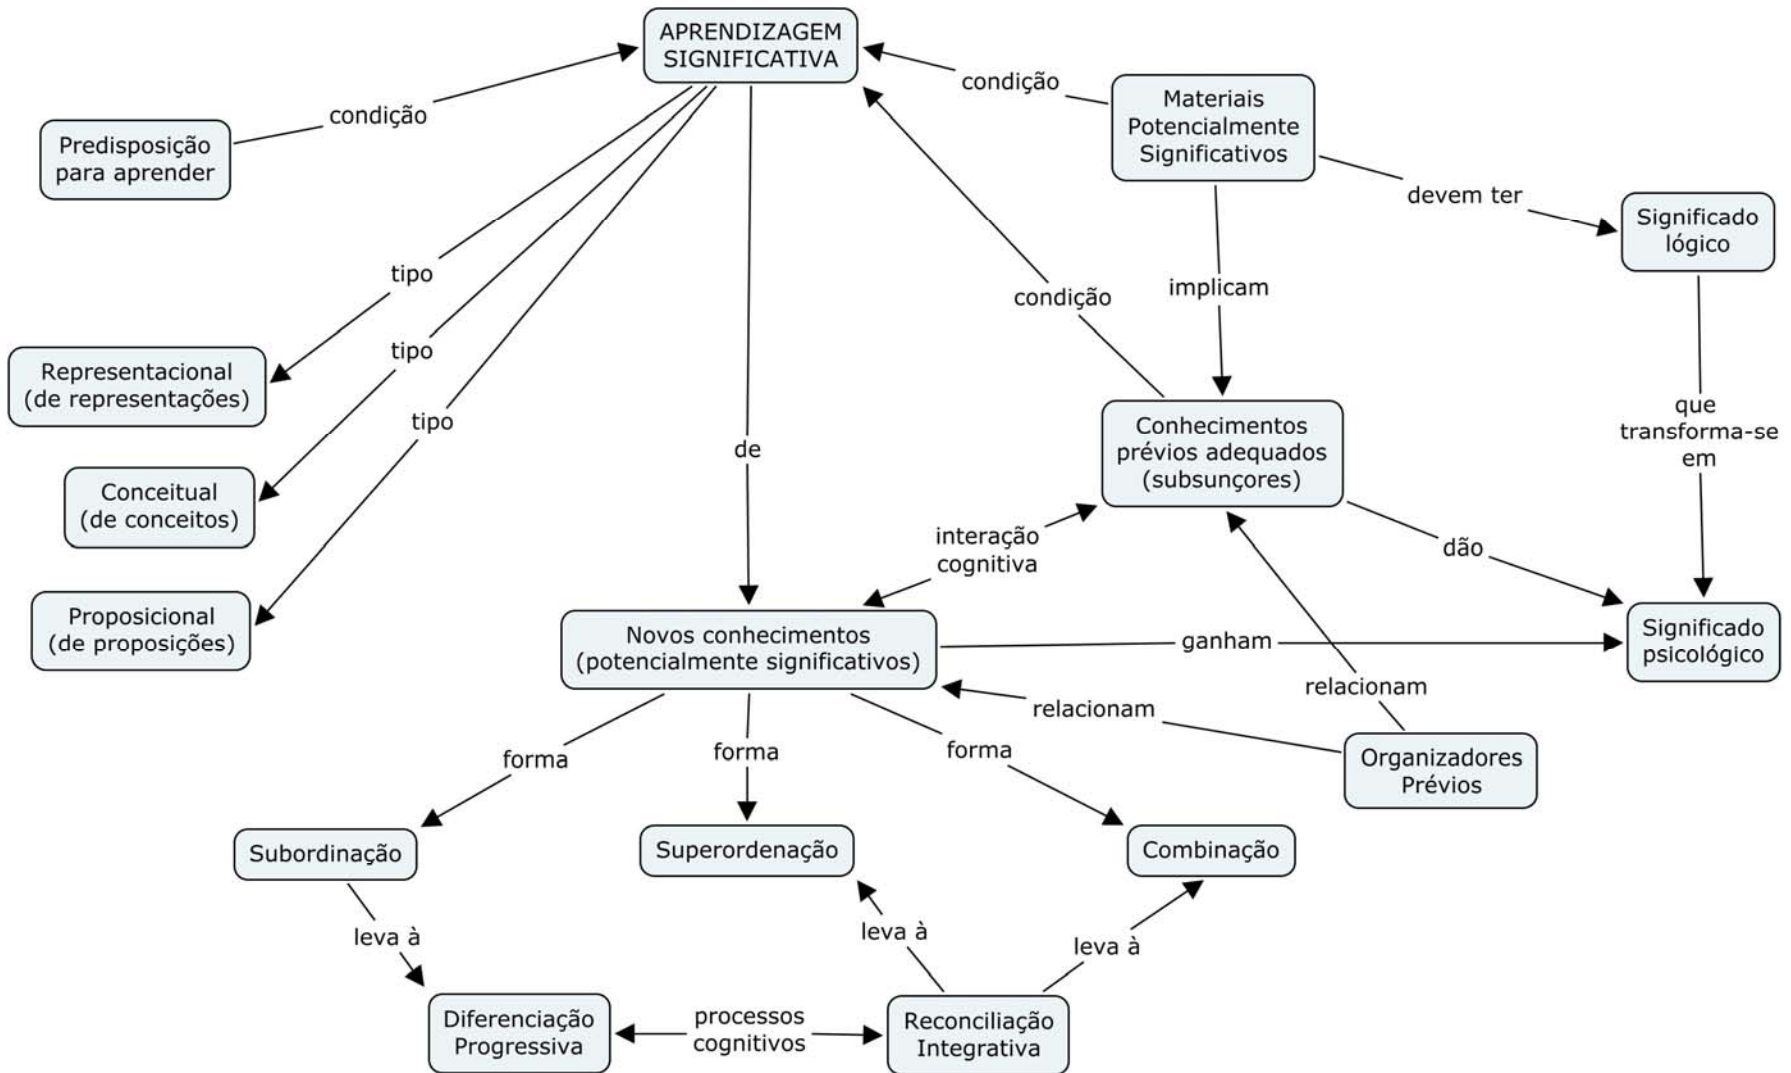 APRENDIZAGEM
SIGNIFICATIVA
condição
condição
Materiais
Potencialmente
Significativos
Predisposição
para aprender
devem ter
Significado
lógico
tipo
implicam
condição
tipo
Representacional
(de representações)
tipo
que
transforma-se
em
de
Conhecimentos
prévios adequados
(subsunçores)
Conceitual
(de conceitos)
interação
cognitiva
dão
Proposicional
(de proposições)
Novos conhecimentos
(potencialmente significativos)
ganham
Significado
psicológico
relacionam
relacionam
forma
forma
forma
Organizadores
Prévios
Subordinação
Superordenação
Combinação
leva à
leva à
leva à
Diferenciação
Progressiva
processos
cognitivos
Reconciliação
Integrativa